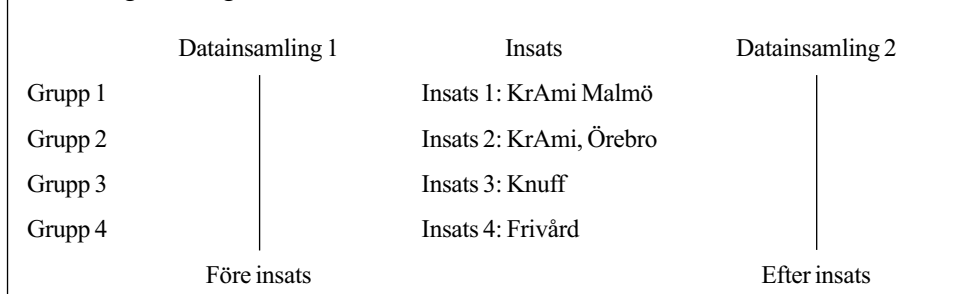 Datainsamling 1 Insats Datainsamling 2
Grupp 1 Insats 1: KrAmi Malmö
Grupp 2 Insats 2: KrAmi, Örebro
Grupp 3 Insats 3: Knuff
Grupp 4 Insats 4: Frivård
Före insats Efter insats